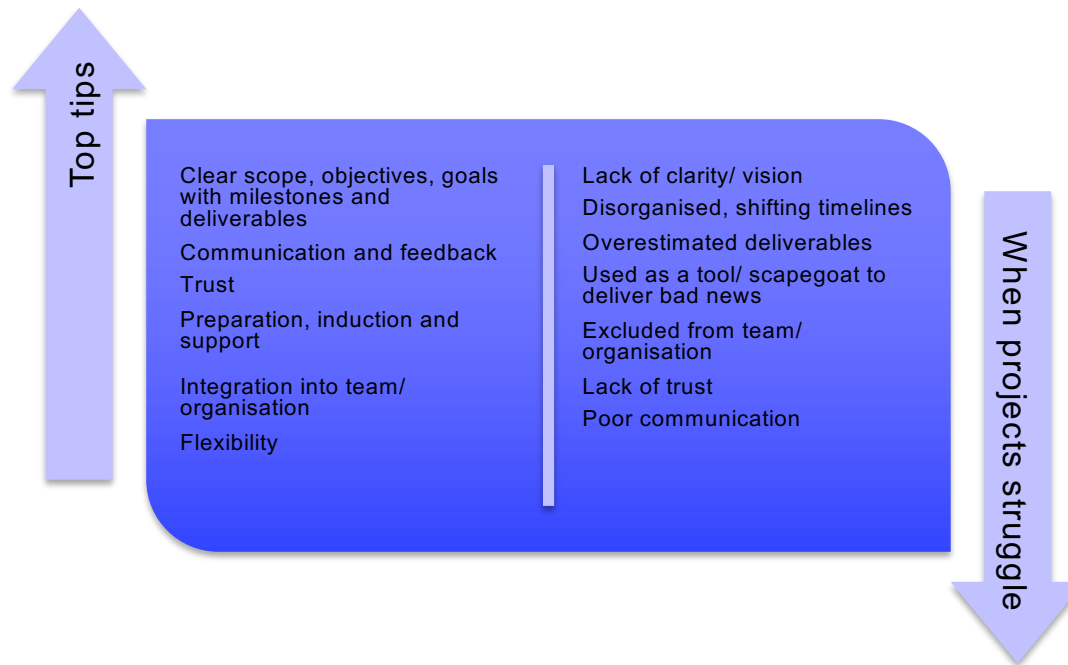 Top tips
Clear scope, objectives, goals
with milestones and
deliverables
Communication and feedback
Trust
Preparation, induction and
support
Integration into team/
organisation
Flexibility
Lack of clarity/ vision
Disorganised, shifting timelines
Overestimated deliverables
Used as a tool/ scapegoat to
deliver bad news
Excluded from team/
organisation
Lack of trust
Poor communication
When projects struggle